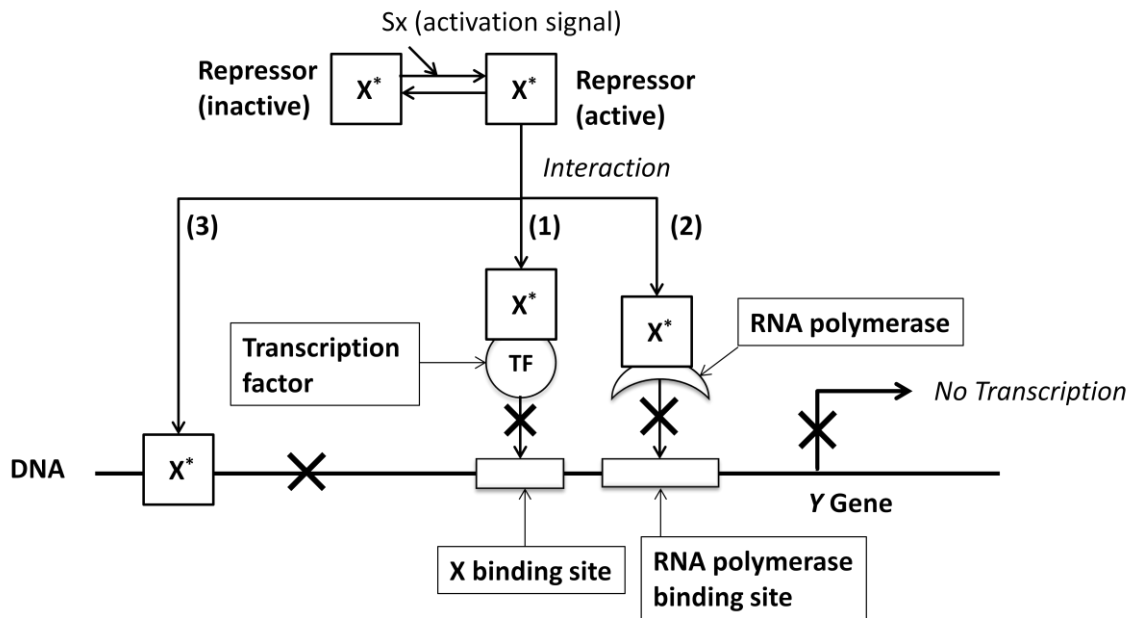 Sx (activation signal)
Repressor
(inactive)
X*
X*
Repressor
(active)
Interaction
(3)
(1)
(2)
X*
X*
RNA polymerase
Transcription
factor
TF
No Transcription
DNA
X*
Y Gene
X binding site
RNA polymerase
binding site